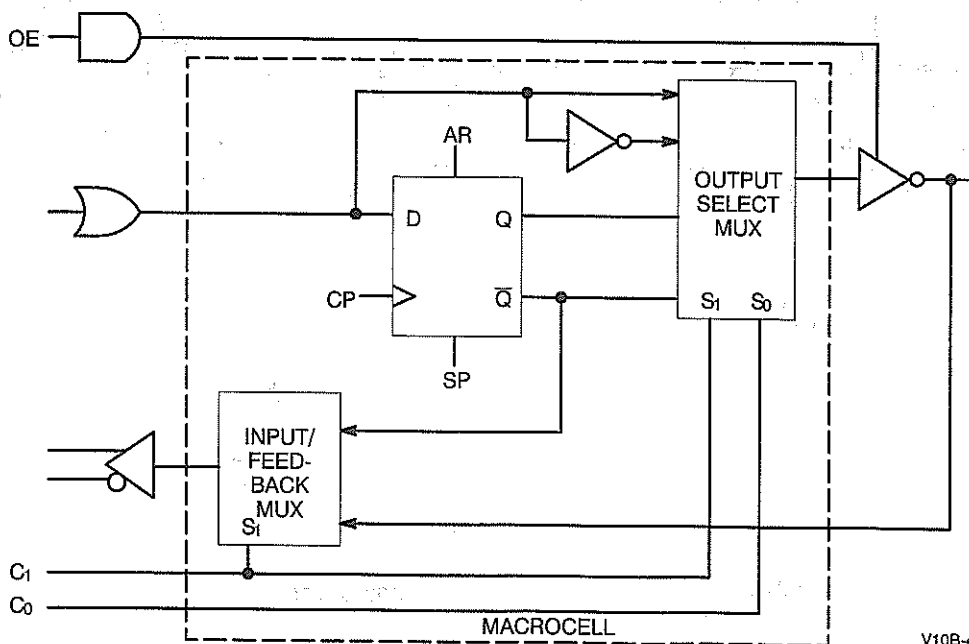 OE
AR
OUTPUT
SELECT
MUX
D
Q
CP
Q̅
S₁
S₀
SP
INPUT/
FEED-
BACK
MUX
S₁
C₁
C₀
MACROCELL